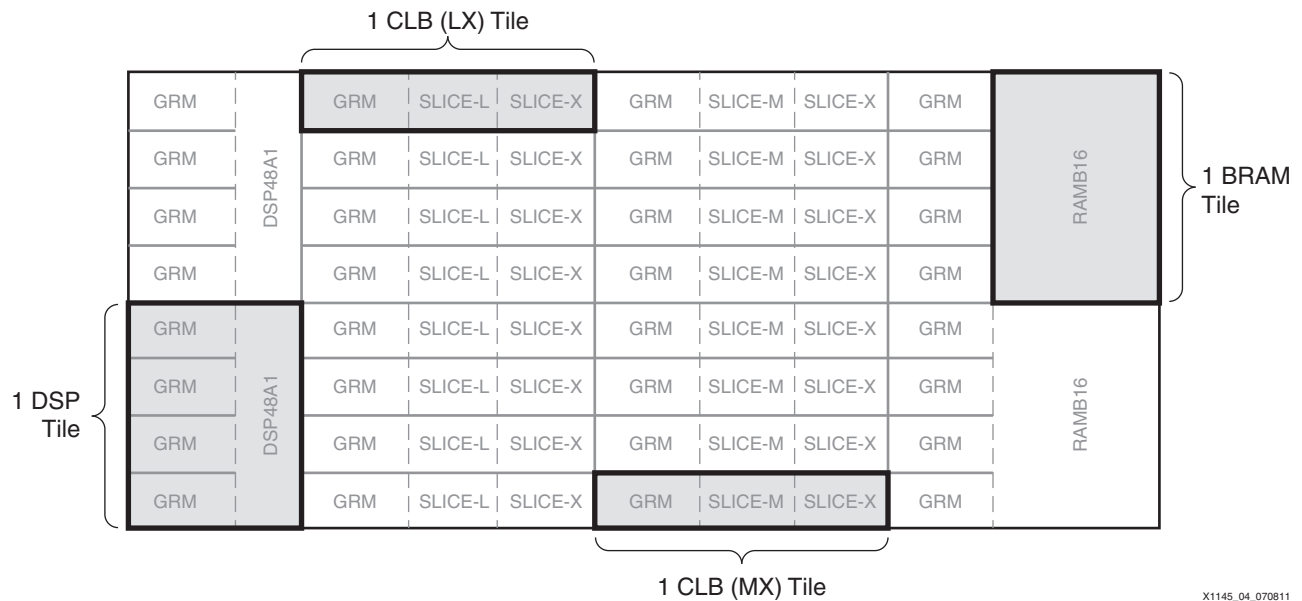 1 CLB (LX) Tile
GRM GRM SLICE-L SLICE-X GRM SLICE-M SLICE-X GRM
GRM GRM SLICE-L SLICE-X GRM SLICE-M SLICE-X GRM
DSP48A1
RAMB16
1 BRAM
Tile
GRM GRM SLICE-L SLICE-X GRM SLICE-M SLICE-X GRM
GRM GRM SLICE-L SLICE-X GRM SLICE-M SLICE-X GRM
GRM GRM SLICE-L SLICE-X GRM SLICE-M SLICE-X GRM
GRM GRM SLICE-L SLICE-X GRM SLICE-M SLICE-X GRM
1 DSP
Tile
DSP48A1
RAMB16
GRM GRM SLICE-L SLICE-X GRM SLICE-M SLICE-X GRM
GRM GRM SLICE-L SLICE-X GRM SLICE-M SLICE-X GRM
1 CLB (MX) Tile
X1145_04_070811